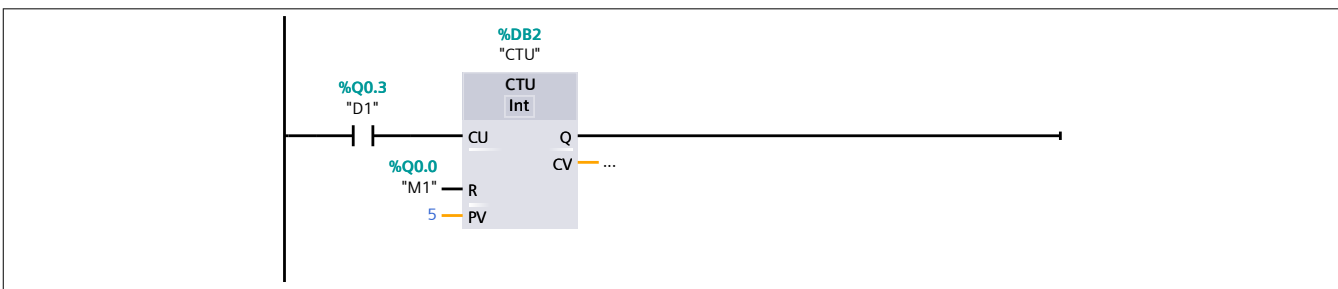 %DB2
"CTU"
%Q0.3
"D1"
CTU
Int
CU Q
%Q0.0
"M1"
CV ...
R
5
PV